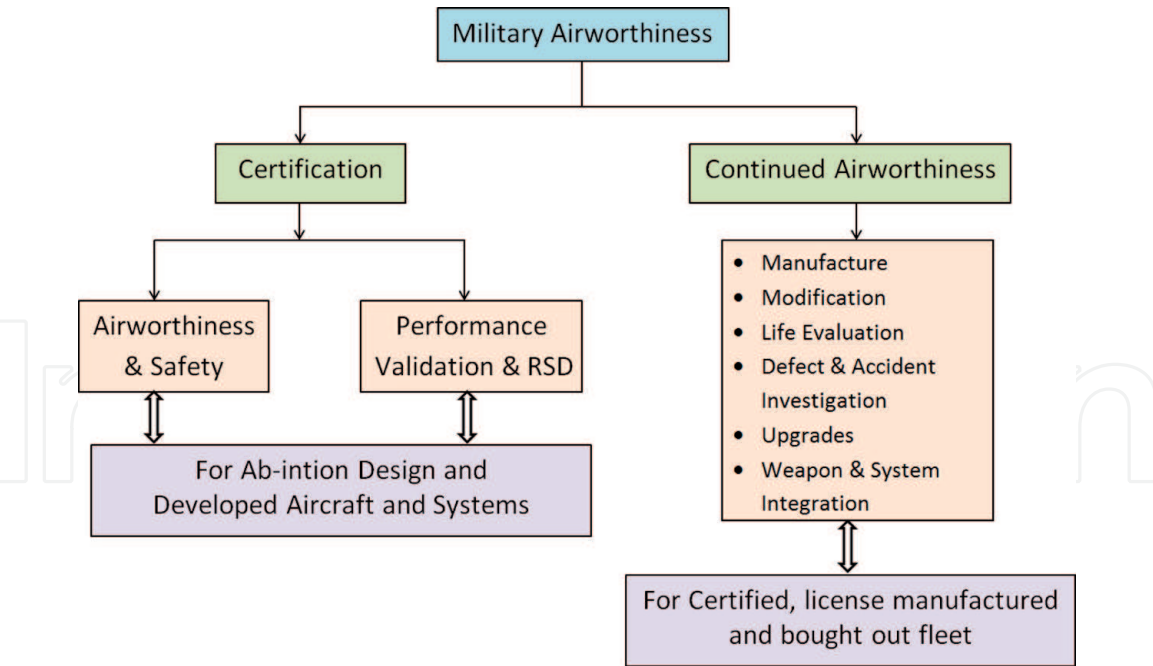 Military Airworthiness
Certification
Continued Airworthiness
Airworthiness
& Safety
Performance
Validation & RSD
• Manufacture
• Modification
• Life Evaluation
• Defect & Accident
Investigation
• Upgrades
• Weapon & System
Integration
For Ab-intion Design and
Developed Aircraft and Systems
For Certified, license manufactured
and bought out fleet